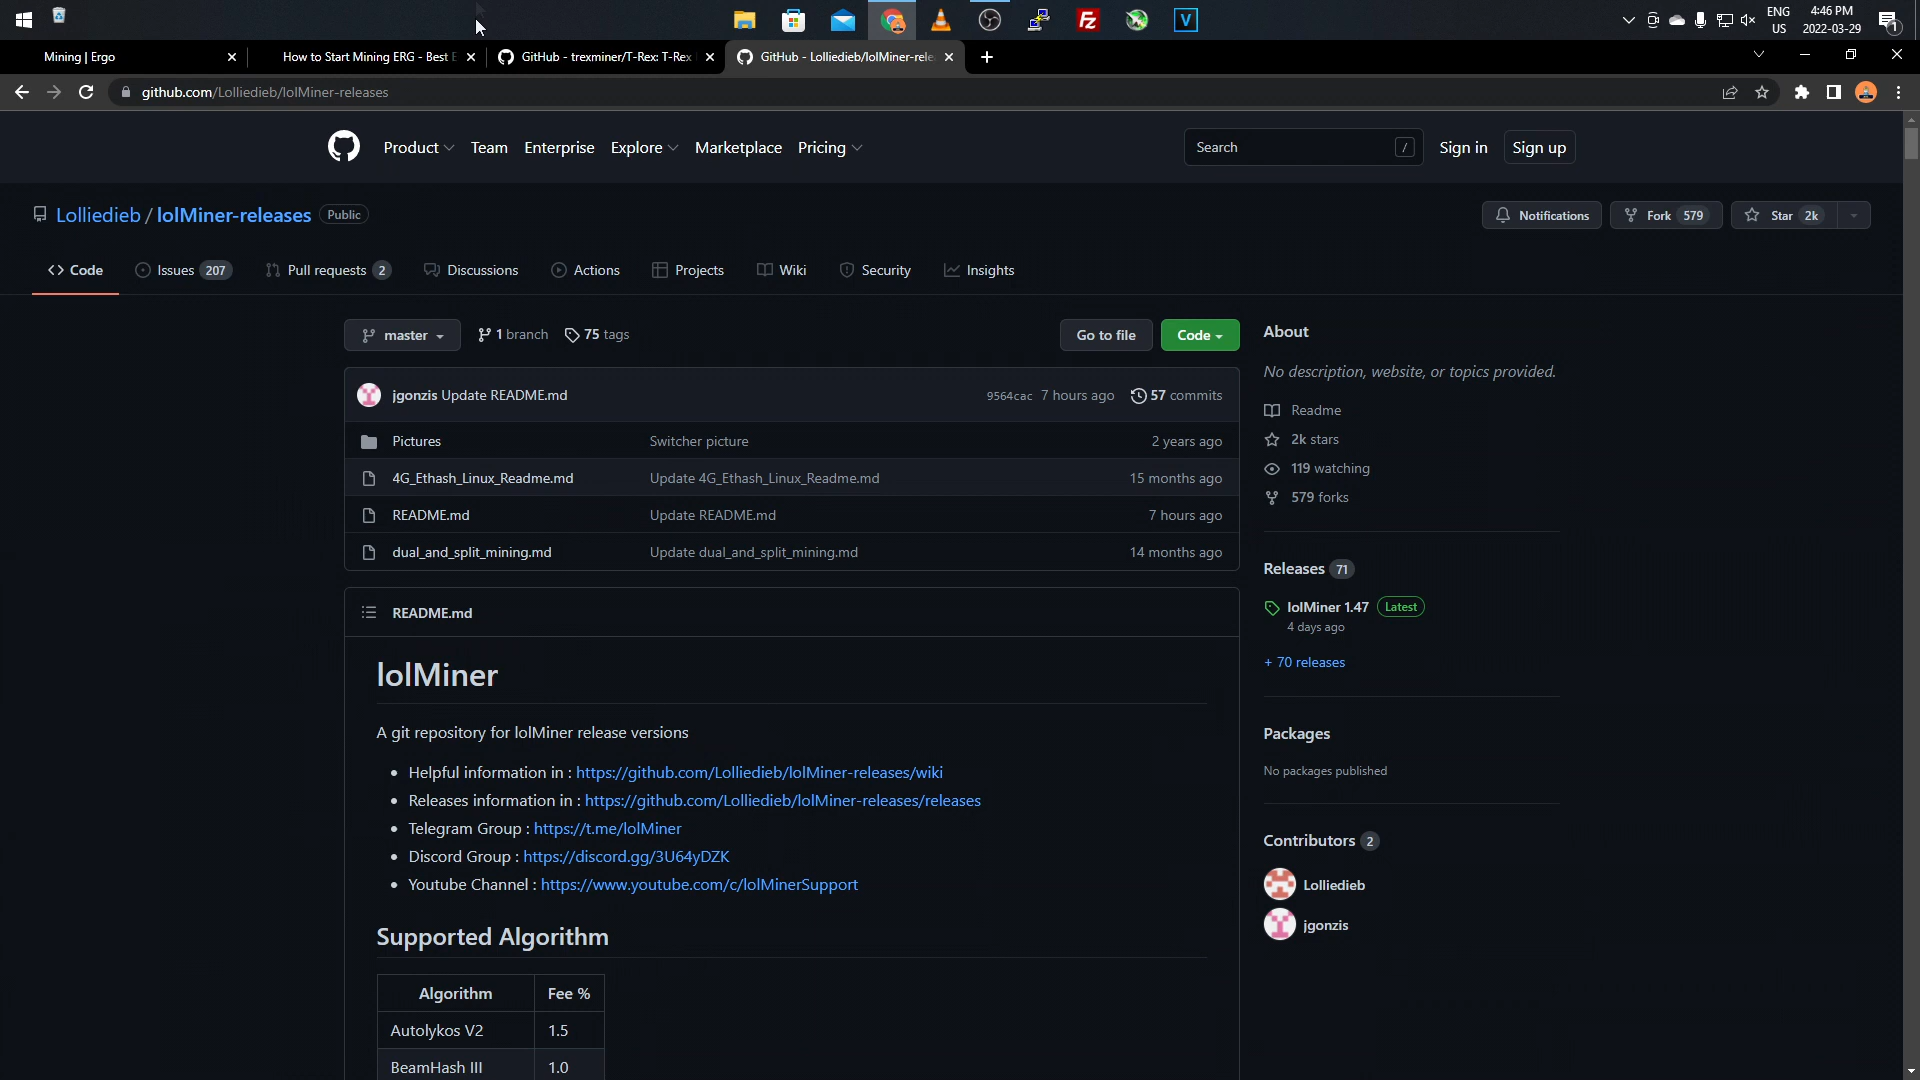 ENG
US
4:46 PM
2022-03-29
1
Mining | Ergo
How to Start Mining ERG - Best E
GitHub - trexminer/T-Rex: T-Rex
GitHub - Lolliedieb/lolMiner-rele
github.com/Lolliedieb/lolMiner-releases
Product
Team
Enterprise
Explore
Marketplace
Pricing
Search
/
Sign in
Sign up
Lolliedieb / lolMiner-releases Public
Notifications
Fork 579
Star 2k
Code
Issues 207
Pull requests 2
Discussions
Actions
Projects
Wiki
Security
Insights
master
1 branch
75 tags
Go to file
Code
jgonzis Update README.md 9564cac 7 hours ago 57 commits
Pictures Switcher picture 2 years ago
4G_Ethash_Linux_Readme.md Update 4G_Ethash_Linux_Readme.md 15 months ago
README.md Update README.md 7 hours ago
dual_and_split_mining.md Update dual_and_split_mining.md 14 months ago
README.md
lolMiner
A git repository for lolMiner release versions
• Helpful information in : https://github.com/Lolliedieb/lolMiner-releases/wiki
• Releases information in : https://github.com/Lolliedieb/lolMiner-releases/releases
• Telegram Group : https://t.me/lolMiner
• Discord Group : https://discord.gg/3U64yDZK
• Youtube Channel : https://www.youtube.com/c/lolMinerSupport
Supported Algorithm
Algorithm Fee %
Autolykos V2 1.5
BeamHash III 1.0
About
No description, website, or topics provided.
Readme
2k stars
119 watching
579 forks
Releases 71
lolMiner 1.47 Latest
4 days ago
+ 70 releases
Packages
No packages published
Contributors 2
Lolliedieb
jgonzis